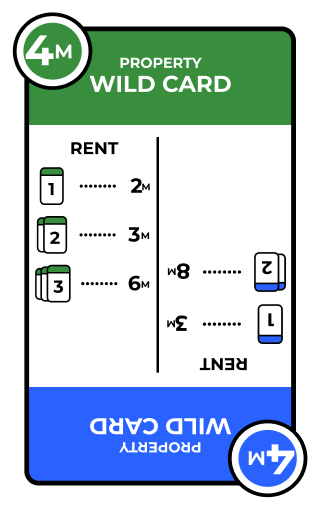 4M
PROPERTY
WILD CARD
RENT
1 ........ 2M
2 ........ 3M
3 ........ 6M
4M
PROPERTY
WILD CARD
RENT
1 ........ 3M
2 ........ 8M